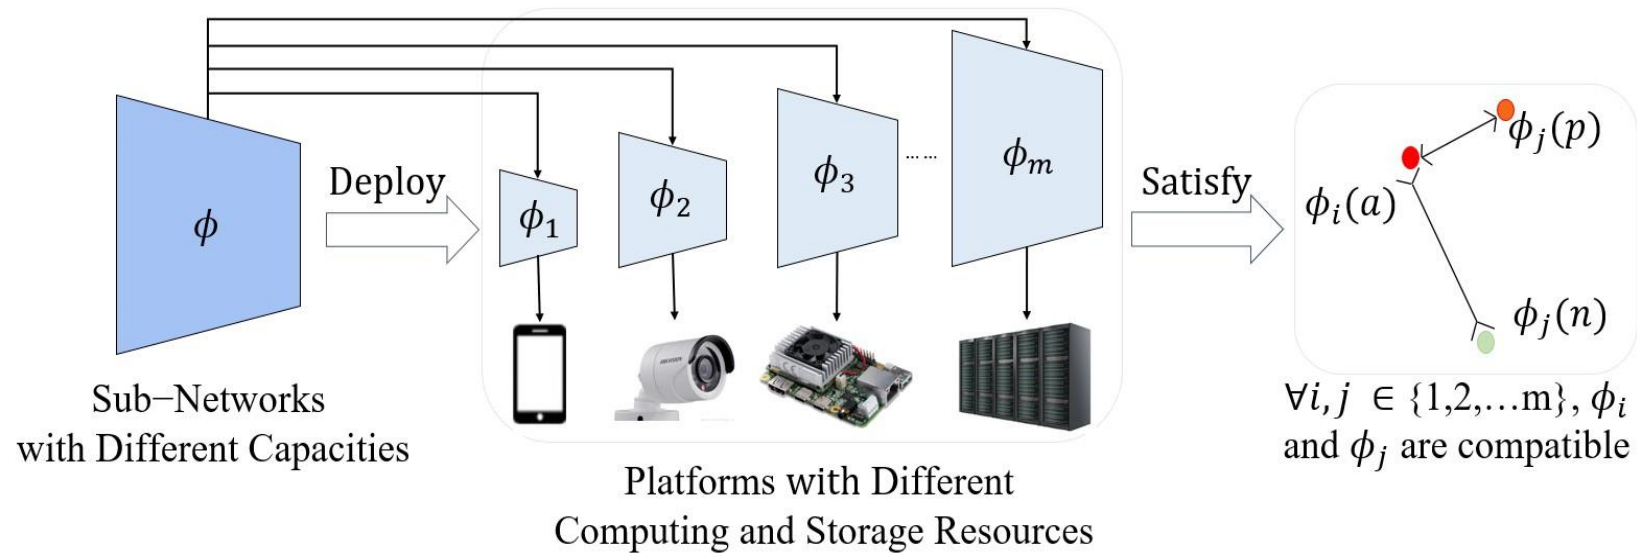 ϕ
Sub−Networks
with Different Capacities
Deploy
ϕ₁
ϕ₂
ϕ₃
... ...
ϕₘ
HIKVISION
Platforms with Different
Computing and Storage Resources
Satisfy
ϕⱼ(p)
ϕᵢ(a)
ϕⱼ(n)
∀i, j ∈ {1,2,…m}, ϕᵢ
and ϕⱼ are compatible